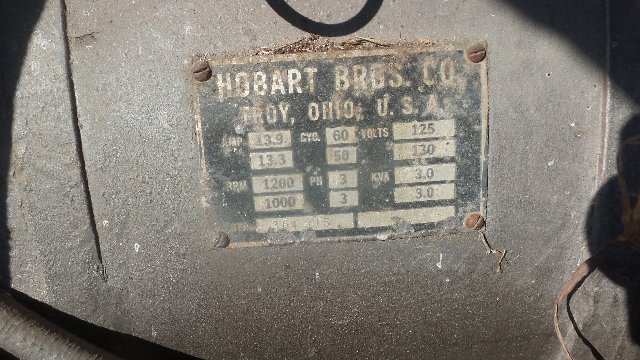 HOBART BROS. CO.
TROY, OHIO, U.S.A.
AMP 13.9 CYC. 60 VOLTS 125
13.3 50 130
RPM 1200 PH 3 KVA 3.0
1000 3 3.0